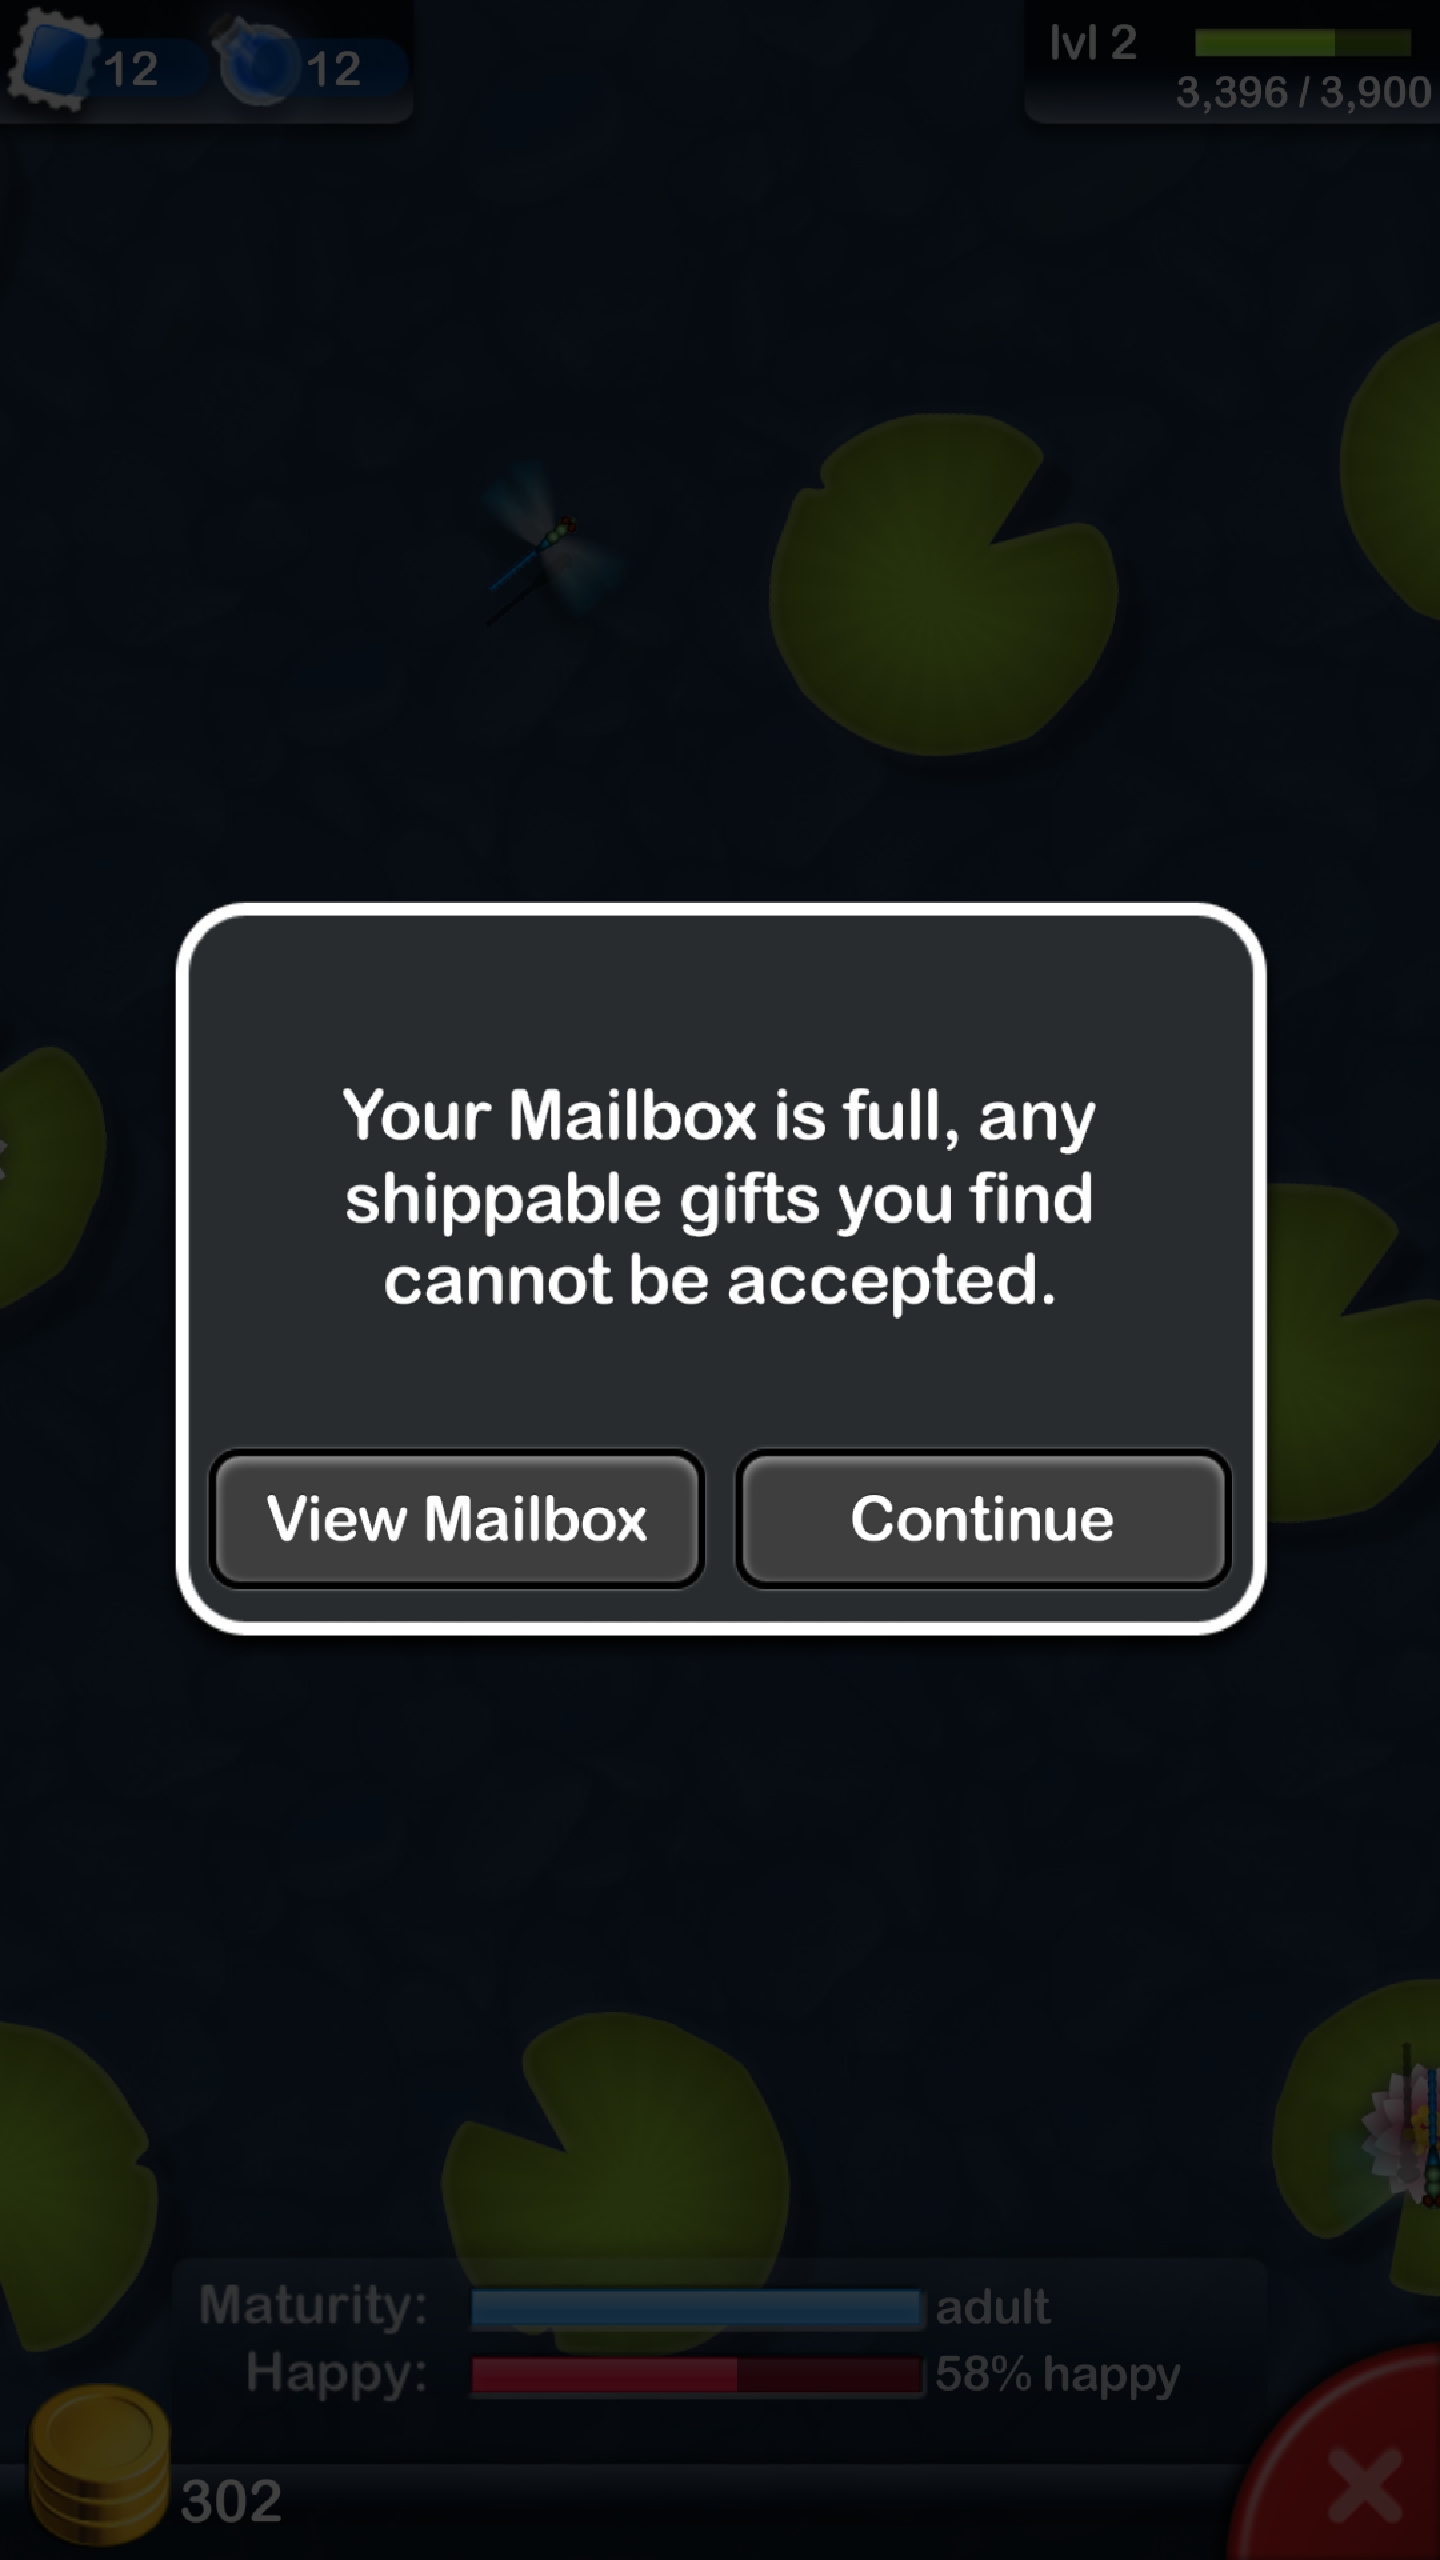 12
12
lvl 2
3,396 / 3,900
Your Mailbox is full, any
shippable gifts you find
cannot be accepted.
View Mailbox
Continue
Maturity:
adult
Happy:
58% happy
302